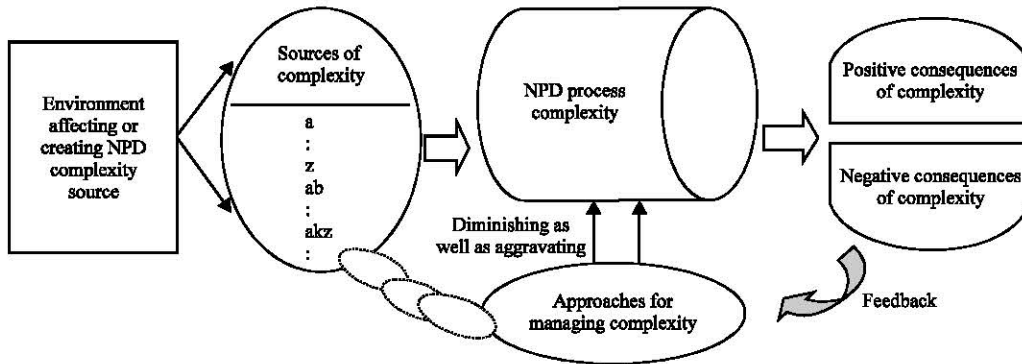 Environment
affecting or
creating NPD
complexity
source
Sources of
complexity
a
:
z
ab
:
akz
:
NPD process
complexity
Diminishing as
well as aggravating
Approaches for
managing complexity
Positive consequences
of complexity
Negative consequences
of complexity
Feedback